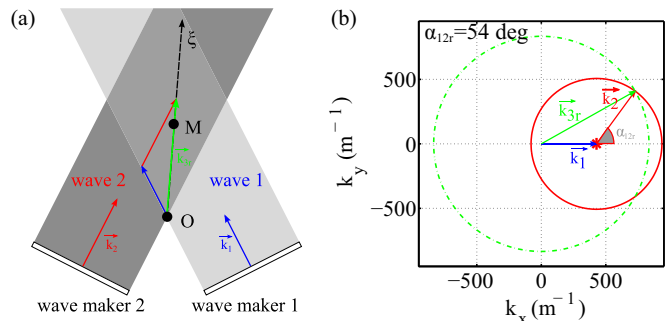 (a)
ξ
M
k₃
wave 2
wave 1
O
k₂
k₁
wave maker 2
wave maker 1
(b)
α12r=54 deg
500
0
−500
k2
k3r
α12r
k1
−500
0
500
ky (m−1)
kx (m−1)